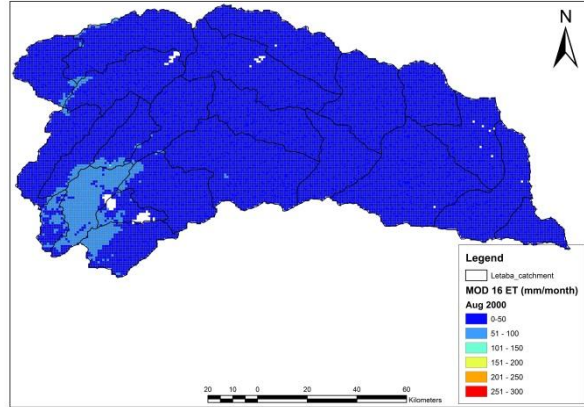 N
Legend
Letaba_catchment
MOD 16 ET (mm/month)
Aug 2000
0-50
51 - 100
101 - 150
151 - 200
201 - 250
251 - 300
20 10 0 20 40 60
Kilometers